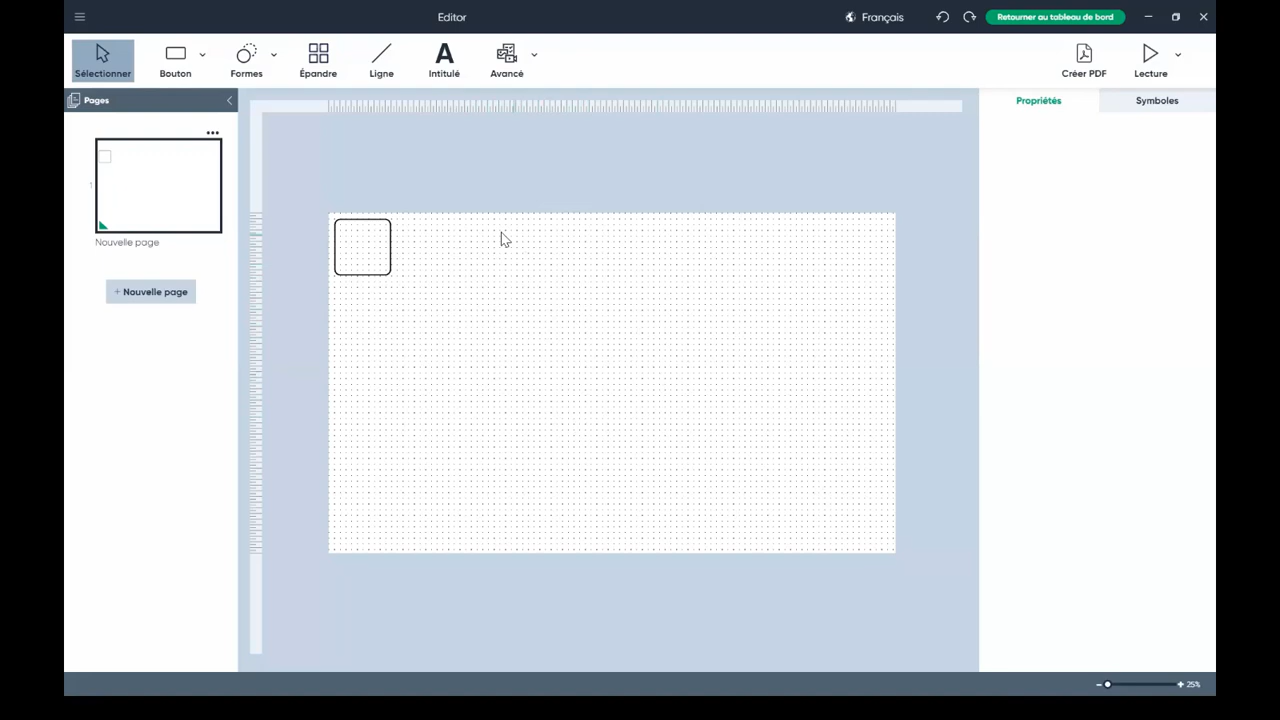 Editor
Français
Retourner au tableau de bord
Sélectionner
Bouton
Formes
Épandre
Ligne
A
Intitulé
Avancé
Créer PDF
Lecture
Pages
Propriétés
Symboles
1
Nouvelle page
+ Nouvelle page
25%